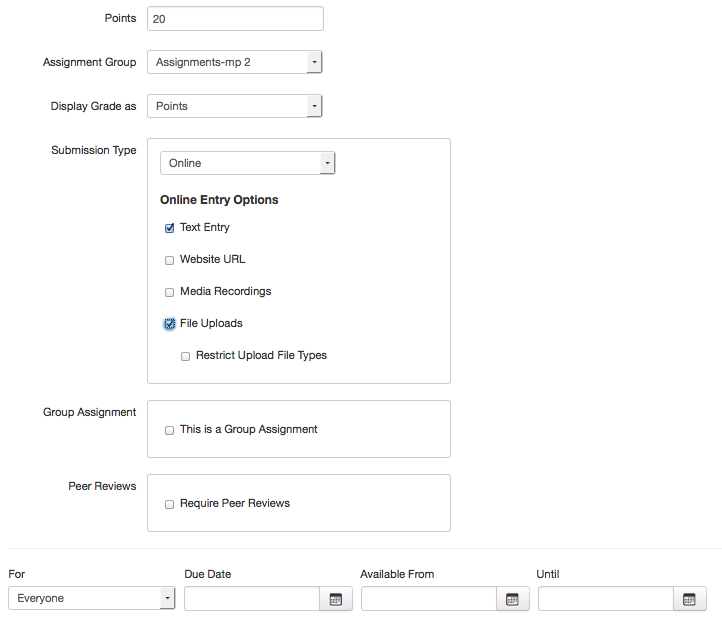 Points 20
Assignment Group Assignments-mp 2
Display Grade as Points
Submission Type
Online
Online Entry Options
Text Entry
Website URL
Media Recordings
File Uploads
Restrict Upload File Types
Group Assignment
This is a Group Assignment
Peer Reviews
Require Peer Reviews
For Due Date Available From Until
Everyone